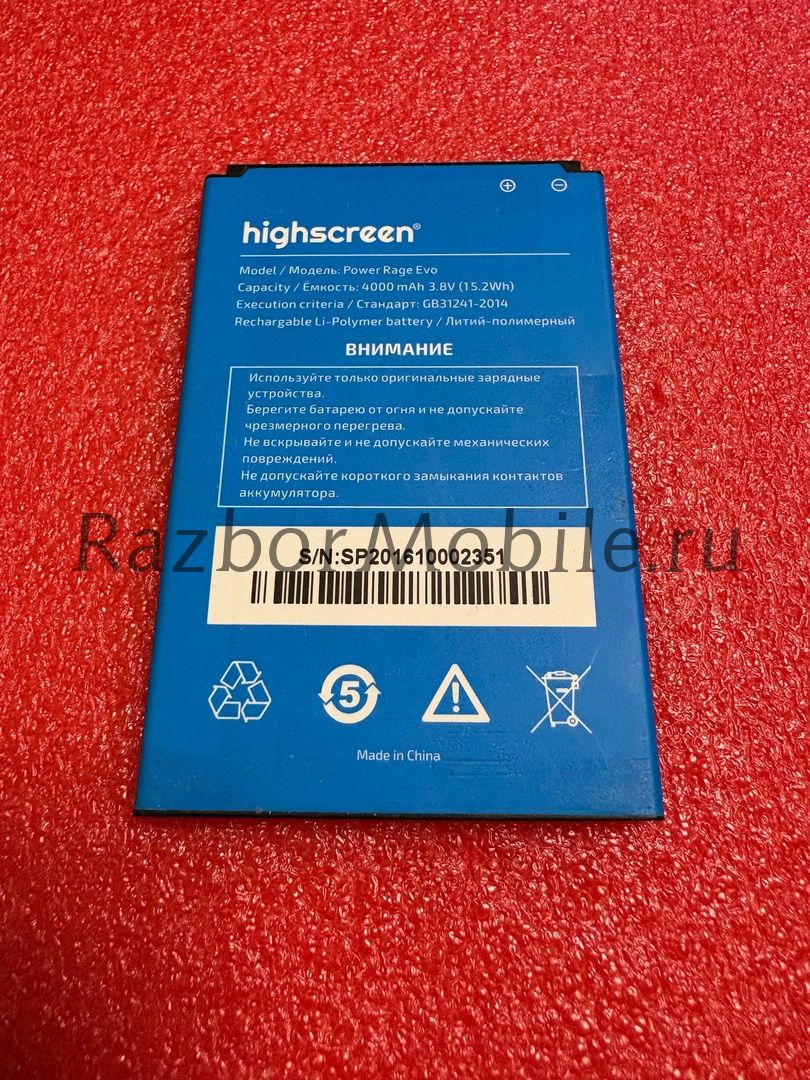 highscreen®
Model / Модель: Power Rage Evo
Capacity / Ёмкость: 4000 mAh 3.8V (15.2Wh)
Execution criteria / Стандарт: GB31241-2014
Rechargable Li-Polymer battery / Литий-полимерный
ВНИМАНИЕ
Используйте только оригинальные зарядные
устройства.
Берегите батарею от огня и не допускайте
чрезмерного перегрева.
Не вскрывайте и не допускайте механических
повреждений.
Не допускайте короткого замыкания контактов
аккумулятора.
S/N:SP201610002351
RazborMobile.ru
5
Made in China